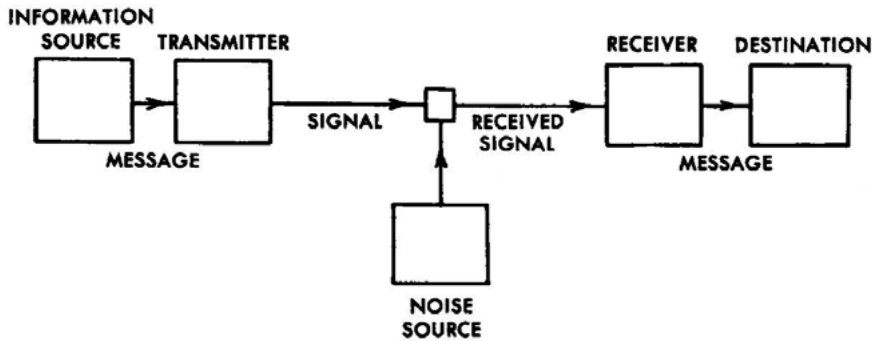 INFORMATION
SOURCE
TRANSMITTER
RECEIVER
DESTINATION
SIGNAL
RECEIVED
SIGNAL
MESSAGE
MESSAGE
NOISE
SOURCE